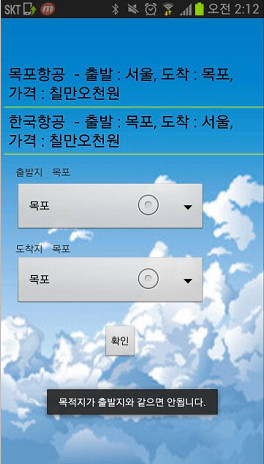 SKT 오전 2:12
목포항공 - 출발 : 서울, 도착 : 목포,
가격 : 칠만오천원
한국항공 - 출발 : 목포, 도착 : 서울,
가격 : 칠만오천원
출발지 목포
목포
도착지 목포
목포
확인
목적지가 출발지와 같으면 안됩니다.